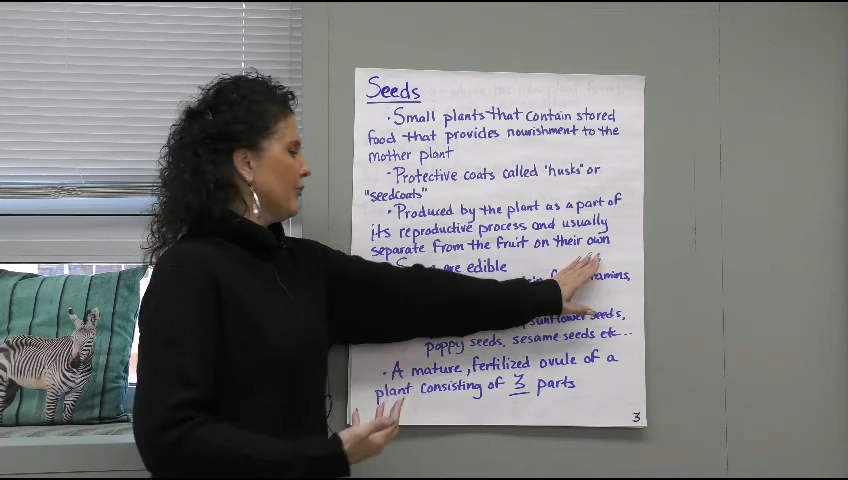 Seeds
· Small plants that contain stored
food that provides nourishment to the
mother plant
· Protective coats called "husks" or
"seedcoats"
· Produced by the plant as a part of
its reproductive process and usually
separate from the fruit on their own
are edible
sunflower seeds,
poppy seeds, sesame seeds etc...
· A mature, fertilized ovule of a
plant consisting of 3 parts
3